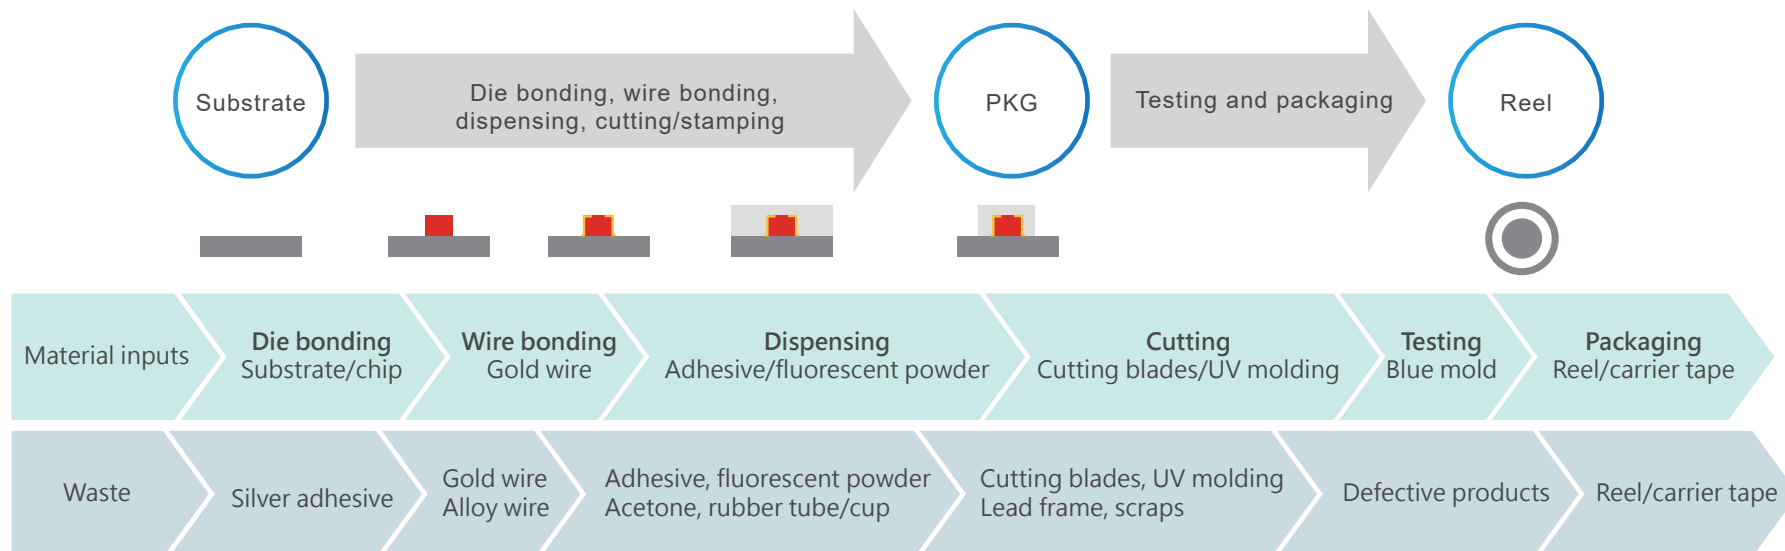 Substrate
Die bonding, wire bonding,
dispensing, cutting/stamping
PKG
Testing and packaging
Reel
Material inputs
Die bonding
Substrate/chip
Wire bonding
Gold wire
Dispensing
Adhesive/fluorescent powder
Cutting
Cutting blades/UV molding
Testing
Blue mold
Packaging
Reel/carrier tape
Waste
Silver adhesive
Gold wire
Alloy wire
Adhesive, fluorescent powder
Acetone, rubber tube/cup
Cutting blades, UV molding
Lead frame, scraps
Defective products
Reel/carrier tape